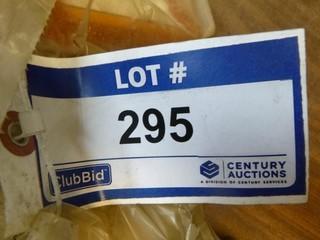 LOT #
295
ClubBid
CENTURY
AUCTIONS
A DIVISION OF CENTURY SERVICES